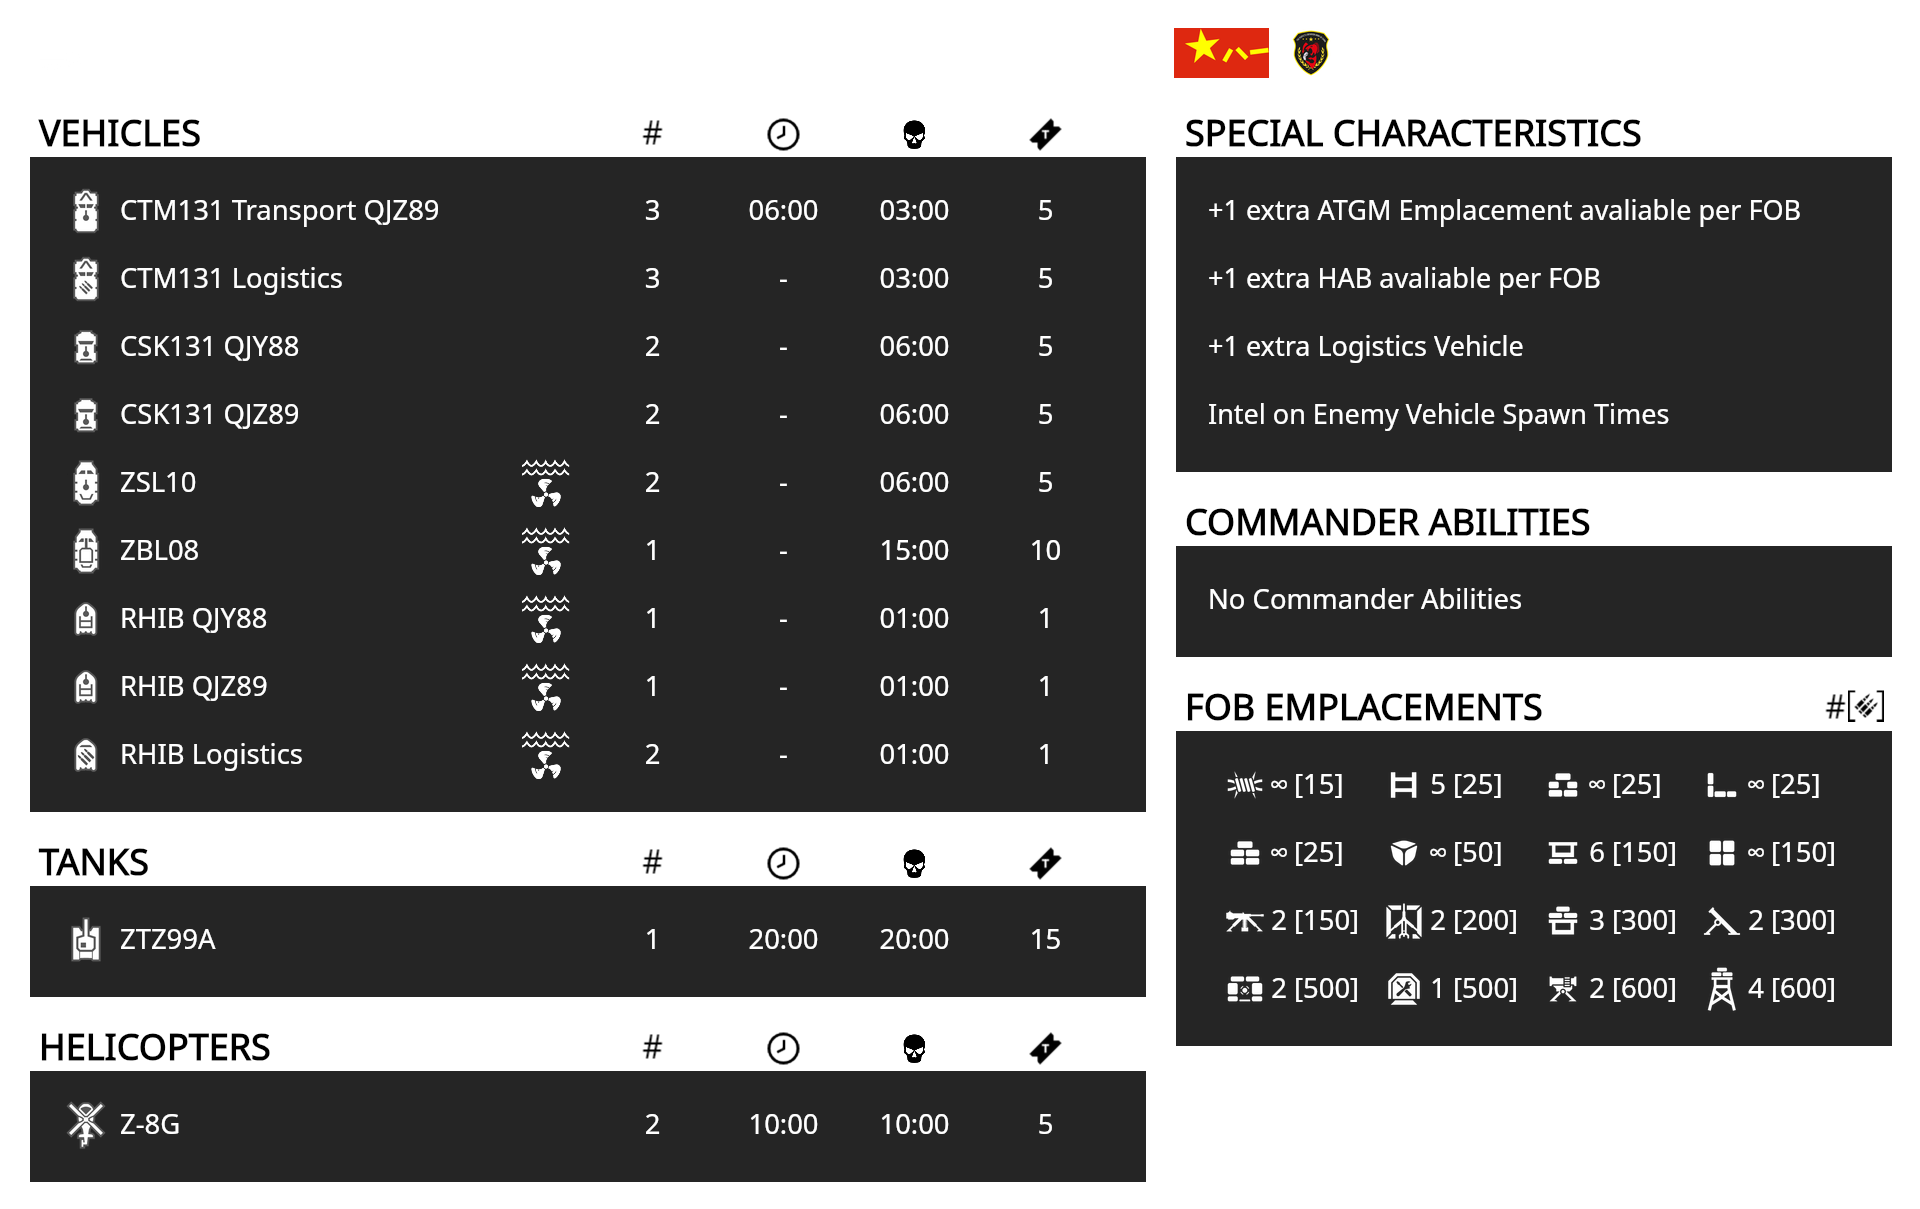 八一
VEHICLES #
CTM131 Transport QJZ89 3 06:00 03:00 5
CTM131 Logistics 3 - 03:00 5
CSK131 QJY88 2 - 06:00 5
CSK131 QJZ89 2 - 06:00 5
ZSL10 2 - 06:00 5
ZBL08 1 - 15:00 10
RHIB QJY88 1 - 01:00 1
RHIB QJZ89 1 - 01:00 1
RHIB Logistics 2 - 01:00 1
TANKS #
ZTZ99A 1 20:00 20:00 15
HELICOPTERS #
Z-8G 2 10:00 10:00 5
SPECIAL CHARACTERISTICS
+1 extra ATGM Emplacement avaliable per FOB
+1 extra HAB avaliable per FOB
+1 extra Logistics Vehicle
Intel on Enemy Vehicle Spawn Times
COMMANDER ABILITIES
No Commander Abilities
FOB EMPLACEMENTS #[]
∞ [15] 5 [25] ∞ [25] ∞ [25]
∞ [25] ∞ [50] 6 [150] ∞ [150]
2 [150] 2 [200] 3 [300] 2 [300]
2 [500] 1 [500] 2 [600] 4 [600]